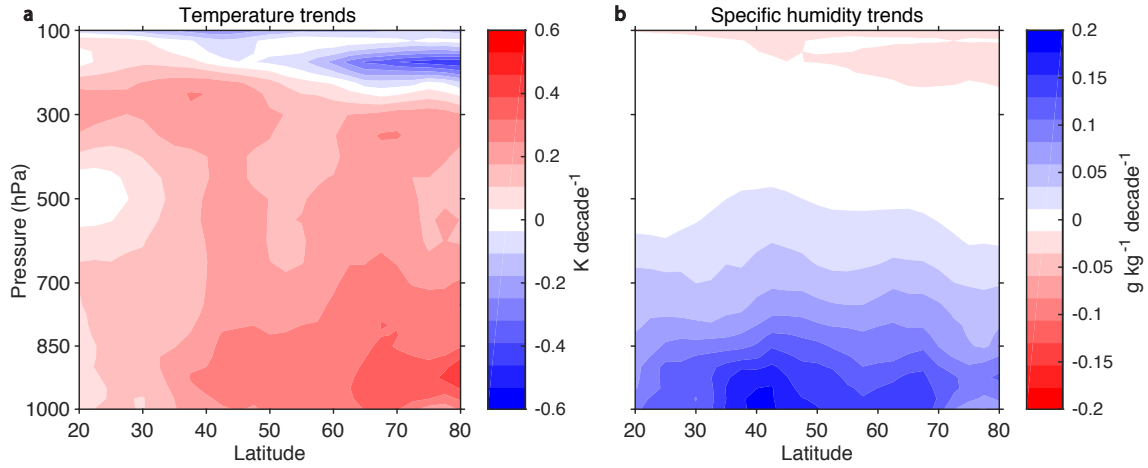 a Temperature trends
100
300
500
700
850
1000
Pressure (hPa)
20 30 40 50 60 70 80
Latitude
0.6
0.4
0.2
0
-0.2
-0.4
-0.6
K decade⁻¹
b Specific humidity trends
20 30 40 50 60 70 80
Latitude
0.2
0.15
0.1
0.05
0
-0.05
-0.1
-0.15
-0.2
g kg⁻¹ decade⁻¹